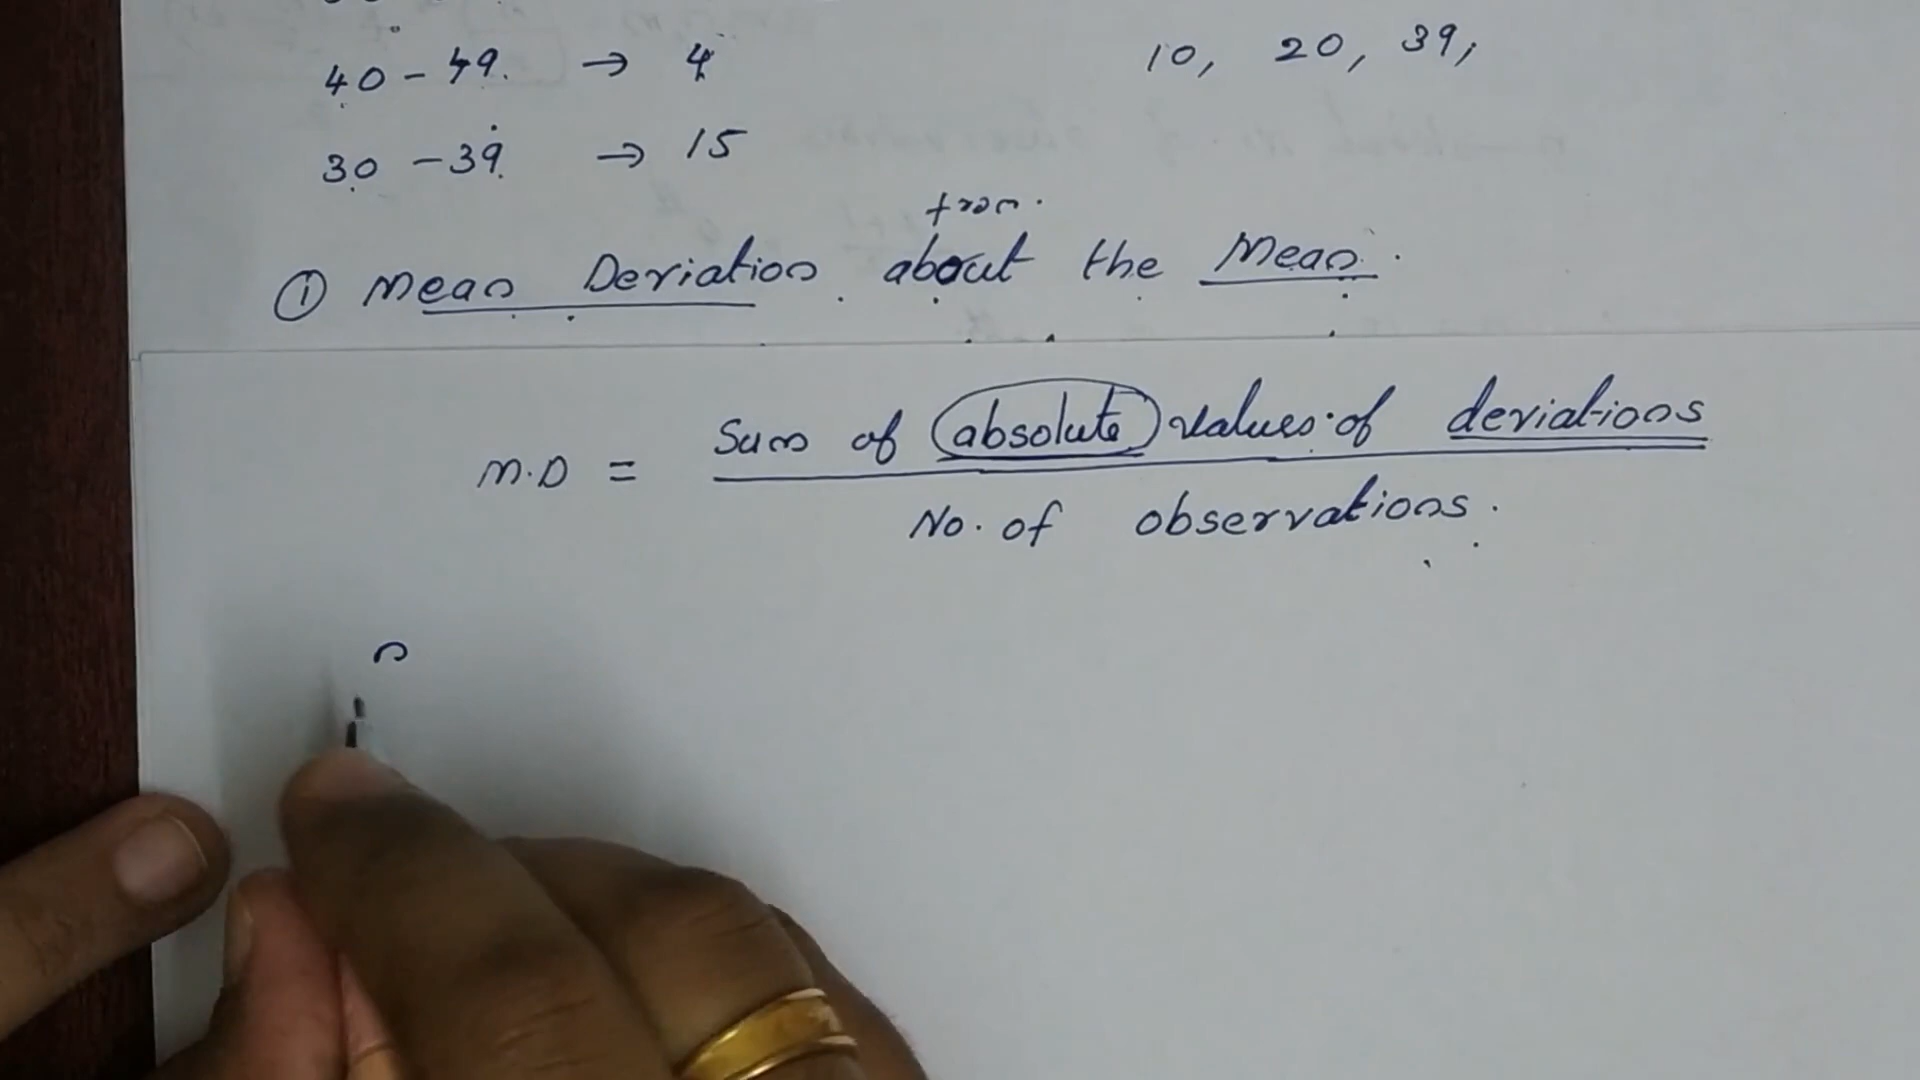 40 - 49. → 4
10, 20, 39,
30 - 39 → 15
from.
① Mean Deviation about the Mean.
Sum of absolute values of deviations
M.D =
No. of observations.
n